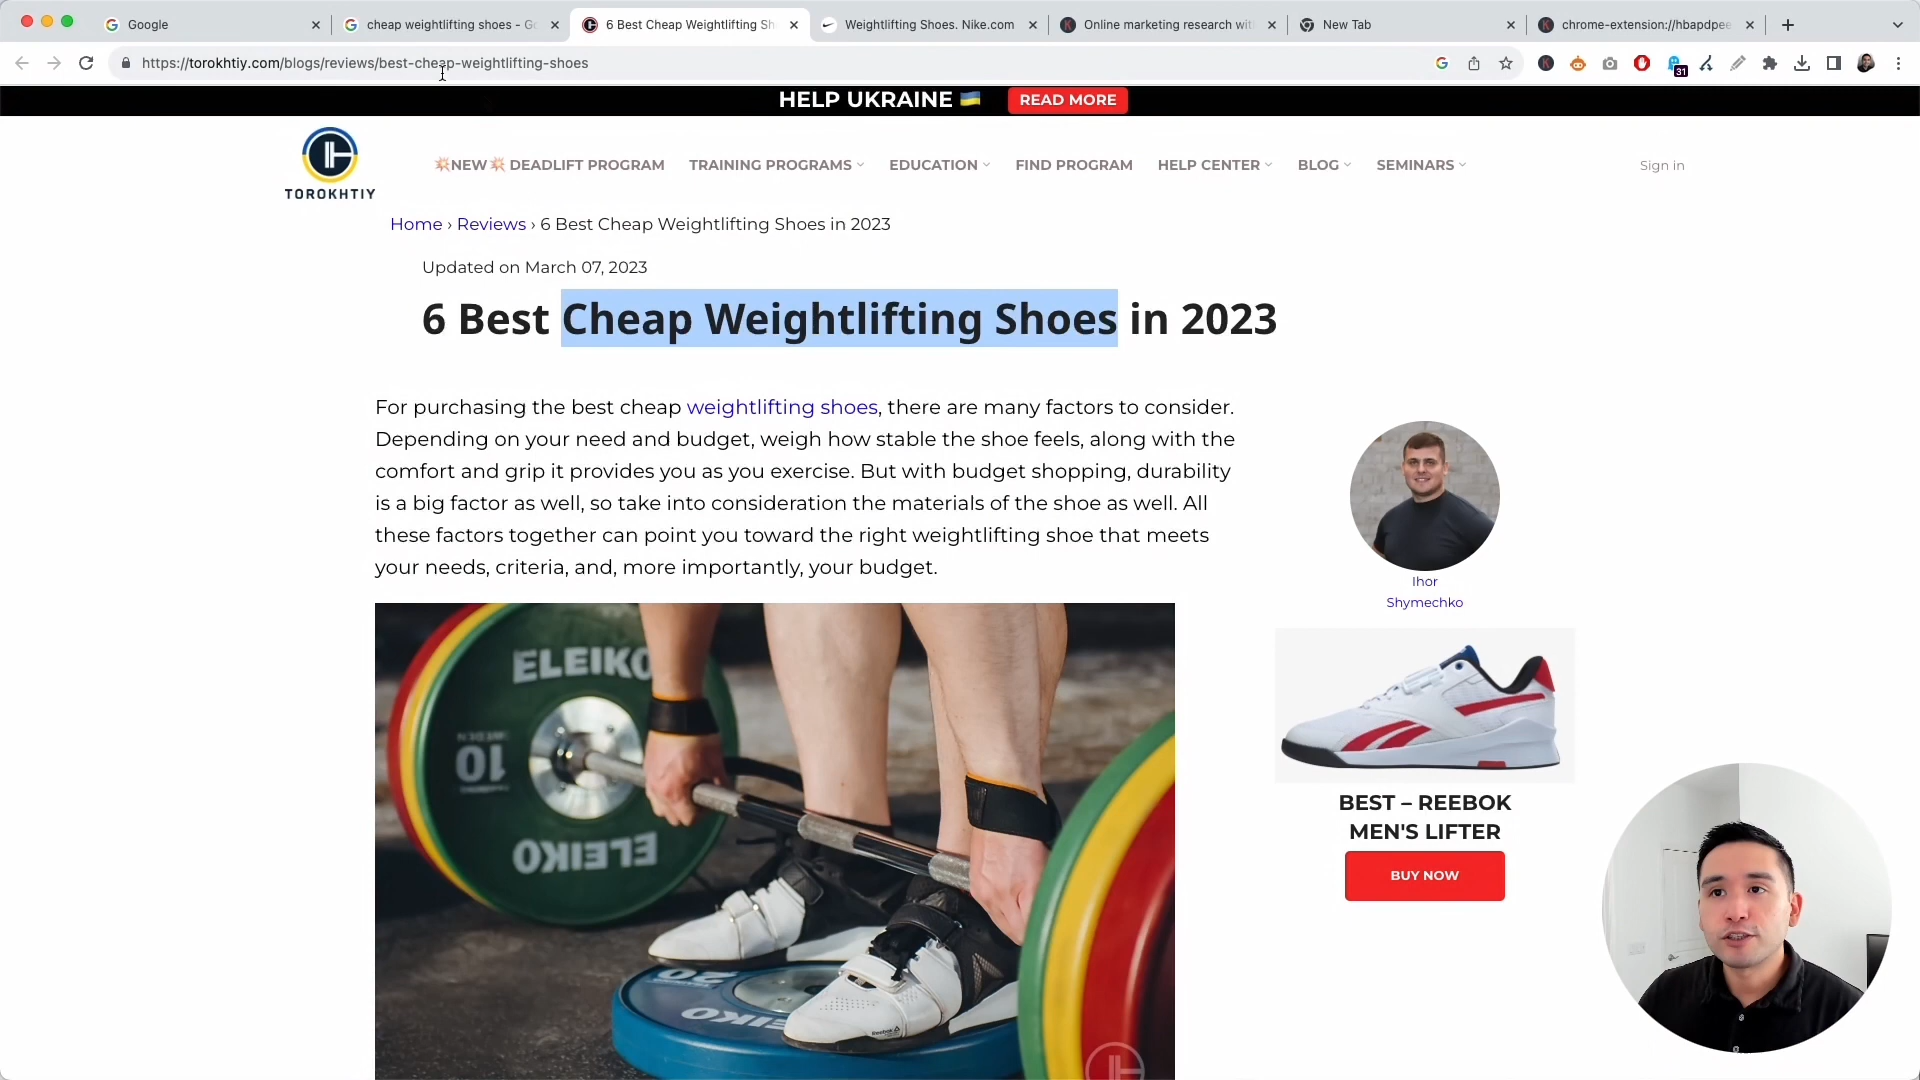 Google
cheap weightlifting shoes - Go
6 Best Cheap Weightlifting Sh
Weightlifting Shoes. Nike.com
Online marketing research wit
New Tab
chrome-extension://hbapdpee
https://torokhtiy.com/blogs/reviews/best-cheap-weightlifting-shoes
31
HELP UKRAINE 🇺🇦 READ MORE
TOROKHTIY
💥NEW💥 DEADLIFT PROGRAM
TRAINING PROGRAMS
EDUCATION
FIND PROGRAM
HELP CENTER
BLOG
SEMINARS
Sign in
Home › Reviews › 6 Best Cheap Weightlifting Shoes in 2023
Updated on March 07, 2023
6 Best Cheap Weightlifting Shoes in 2023
For purchasing the best cheap weightlifting shoes, there are many factors to consider.
Depending on your need and budget, weigh how stable the shoe feels, along with the
comfort and grip it provides you as you exercise. But with budget shopping, durability
is a big factor as well, so take into consideration the materials of the shoe as well. All
these factors together can point you toward the right weightlifting shoe that meets
your needs, criteria, and, more importantly, your budget.
Ihor
Shymechko
ELEIKO
10
ELEIKO
20
ELEIKO
Reebok
BEST – REEBOK
MEN'S LIFTER
BUY NOW